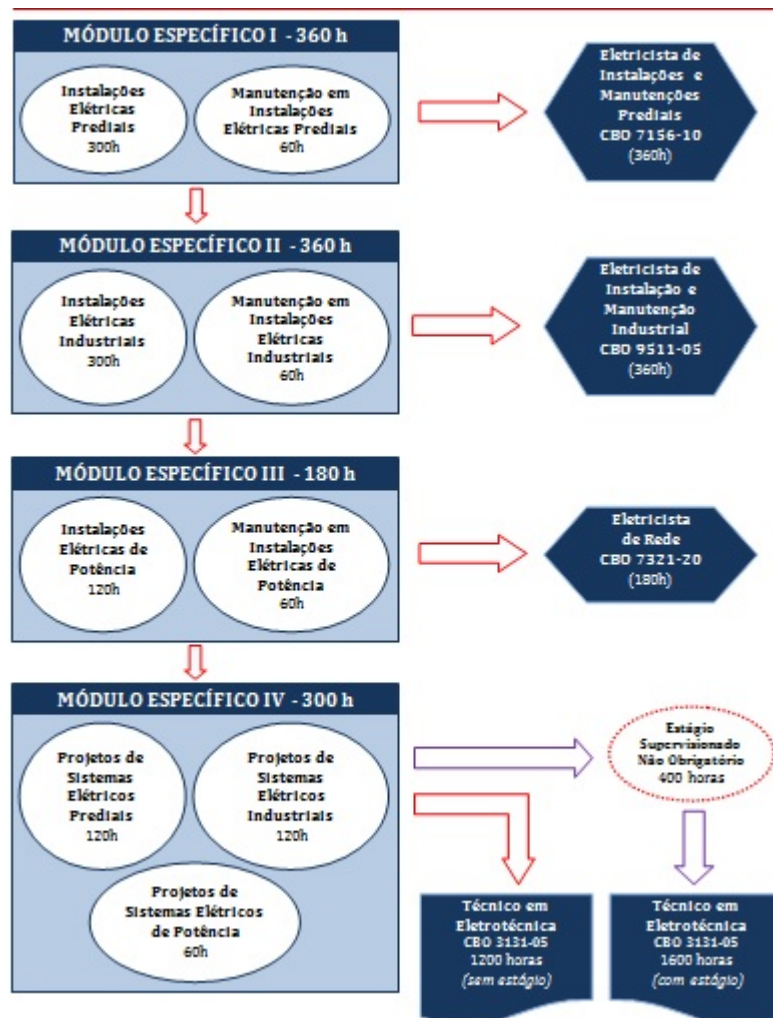 MÓDULO ESPECÍFICO I - 360 h
Instalações
Elétricas
Prediais
300h
Manutenção em
Instalações
Elétricas Prediais
60h
Eletricista de
Instalações e
Manutenções
Prediais
CBO 7156-10
(360h)
MÓDULO ESPECÍFICO II - 360 h
Instalações
Elétricas
Industriais
300h
Manutenção em
Instalações
Elétricas
Industriais
60h
Eletricista de
Instalação e
Manutenção
Industrial
CBO 9511-05
(360h)
MÓDULO ESPECÍFICO III - 180 h
Instalações
Elétricas de
Potência
120h
Manutenção em
Instalações
Elétricas de
Potência
60h
Eletricista
de Rede
CBO 7321-20
(180h)
MÓDULO ESPECÍFICO IV - 300 h
Projetos de
Sistemas
Elétricos
Prediais
120h
Projetos de
Sistemas
Elétricos
Industriais
120h
Projetos de
Sistemas Elétricos
de Potência
60h
Estágio
Supervisionado
Não Obrigatório
400 horas
Técnico em
Eletrotécnica
CBO 3131-05
1200 horas
(sem estágio)
Técnico em
Eletrotécnica
CBO 3131-05
1600 horas
(com estágio)